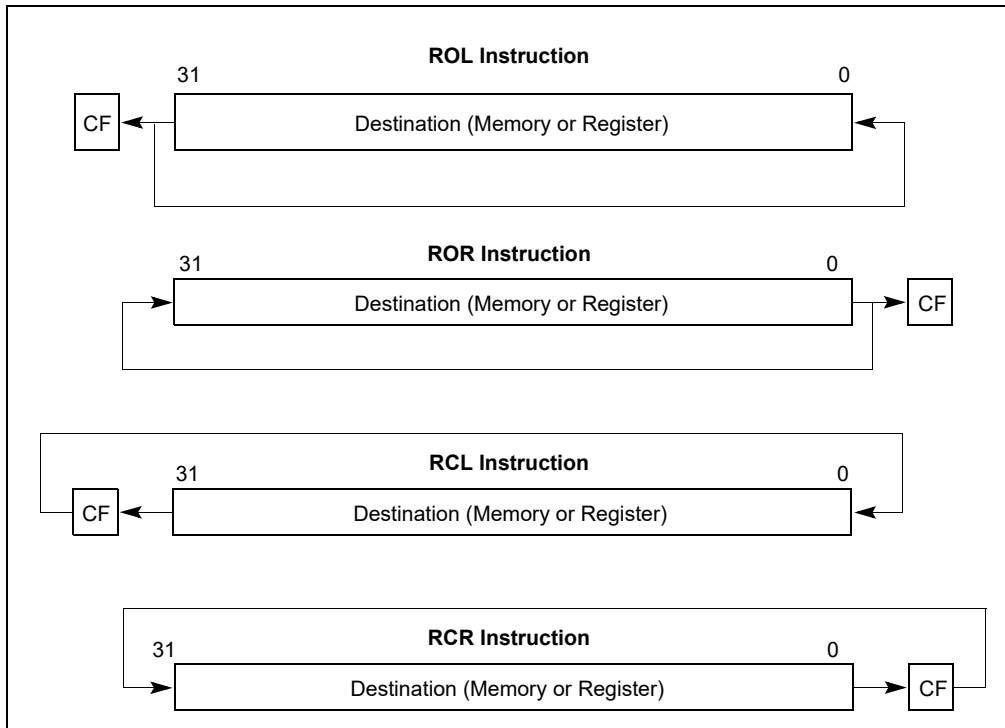 ROL Instruction
31 0
CF Destination (Memory or Register)
ROR Instruction
31 0
Destination (Memory or Register) CF
RCL Instruction
31 0
CF Destination (Memory or Register)
RCR Instruction
31 0
Destination (Memory or Register) CF